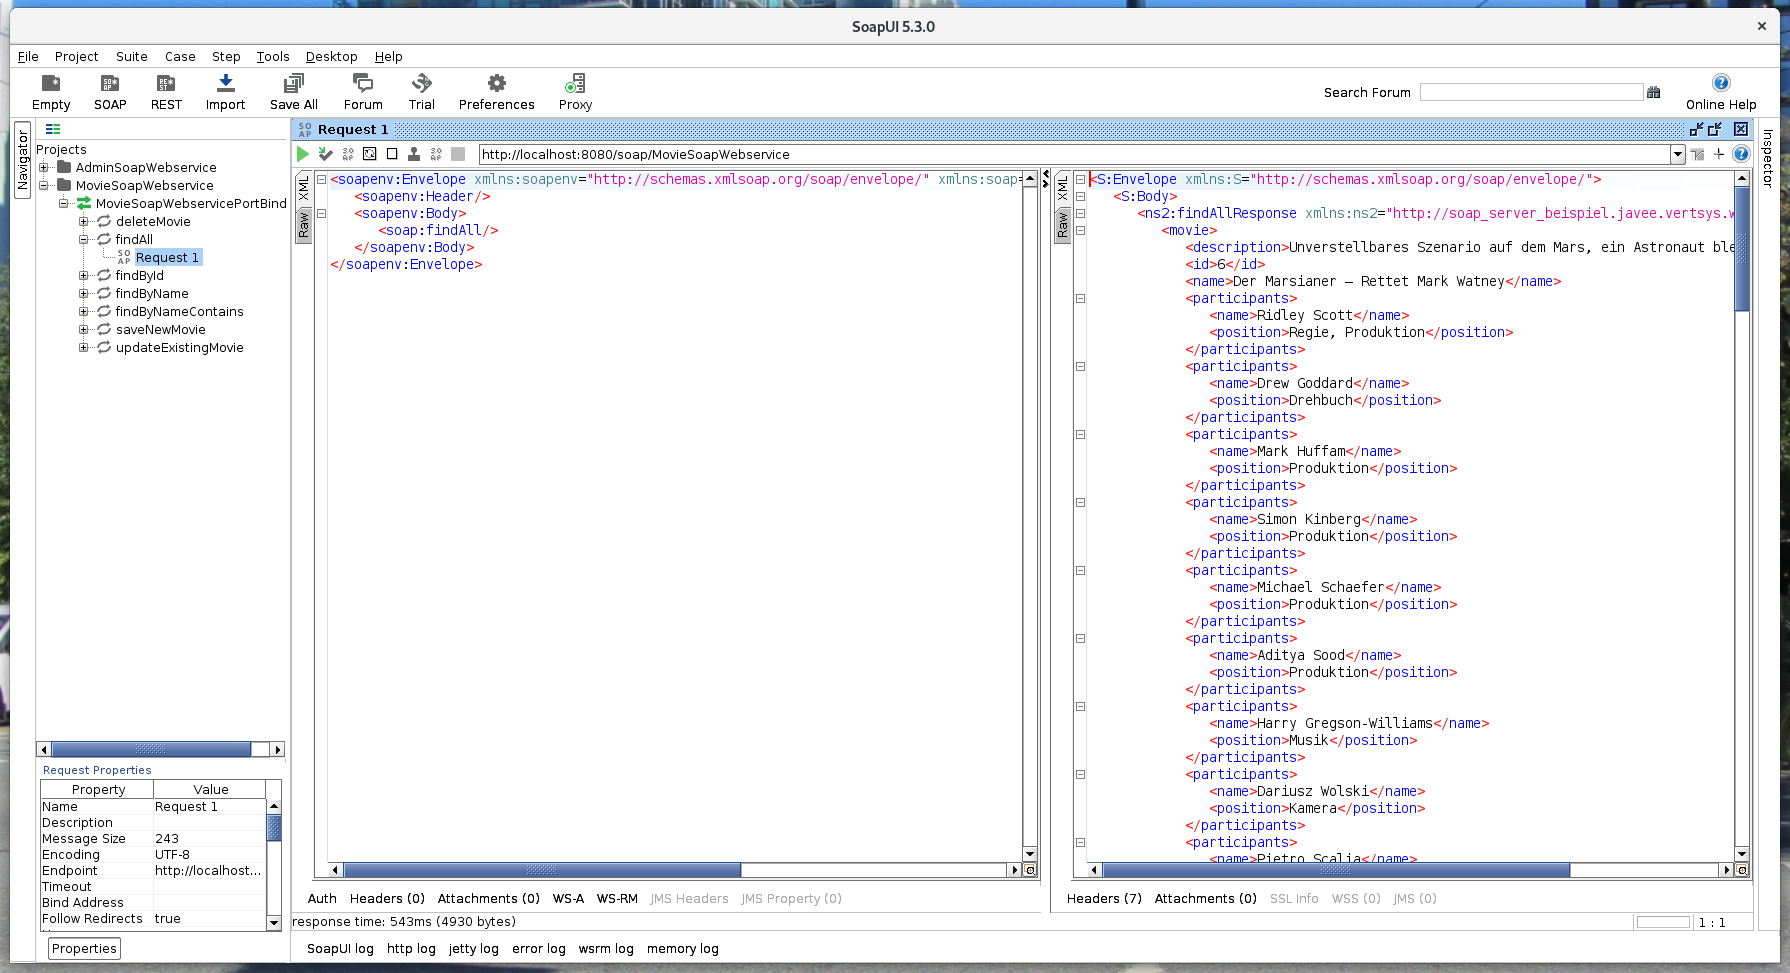 SoapUI 5.3.0
File Project Suite Case Step Tools Desktop Help
Empty SOAP REST Import Save All Forum Trial Preferences Proxy
Search Forum
Online Help
Navigator
Projects
AdminSoapWebservice
MovieSoapWebservice
MovieSoapWebservicePortBind
deleteMovie
findAll
Request 1
findById
findByName
findByNameContains
saveNewMovie
updateExistingMovie
Request Properties
Property Value
Name Request 1
Description
Message Size 243
Encoding UTF-8
Endpoint http://localhost...
Timeout
Bind Address
Follow Redirects true
Properties
Request 1
http://localhost:8080/soap/MovieSoapWebservice
XML
Raw
<soapenv:Envelope xmlns:soapenv="http://schemas.xmlsoap.org/soap/envelope/" xmlns:soap=
<soapenv:Header/>
<soapenv:Body>
<soap:findAll/>
</soapenv:Body>
</soapenv:Envelope>
Auth Headers (0) Attachments (0) WS-A WS-RM JMS Headers JMS Property (0)
XML
Raw
<S:Envelope xmlns:S="http://schemas.xmlsoap.org/soap/envelope/">
<S:Body>
<ns2:findAllResponse xmlns:ns2="http://soap_server_beispiel.javee.vertsys.w
<movie>
<description>Unverstellbares Szenario auf dem Mars, ein Astronaut ble
<id>6</id>
<name>Der Marsianer – Rettet Mark Watney</name>
<participants>
<name>Ridley Scott</name>
<position>Regie, Produktion</position>
</participants>
<participants>
<name>Drew Goddard</name>
<position>Drehbuch</position>
</participants>
<participants>
<name>Mark Huffam</name>
<position>Produktion</position>
</participants>
<participants>
<name>Simon Kinberg</name>
<position>Produktion</position>
</participants>
<participants>
<name>Michael Schaefer</name>
<position>Produktion</position>
</participants>
<participants>
<name>Aditya Sood</name>
<position>Produktion</position>
</participants>
<participants>
<name>Harry Gregson-Williams</name>
<position>Musik</position>
</participants>
<participants>
<name>Dariusz Wolski</name>
<position>Kamera</position>
</participants>
<participants>
<name>Pietro Scalia</name>
Headers (7) Attachments (0) SSL Info WSS (0) JMS (0)
Inspector
response time: 543ms (4930 bytes)
1 : 1
SoapUI log http log jetty log error log wsrm log memory log